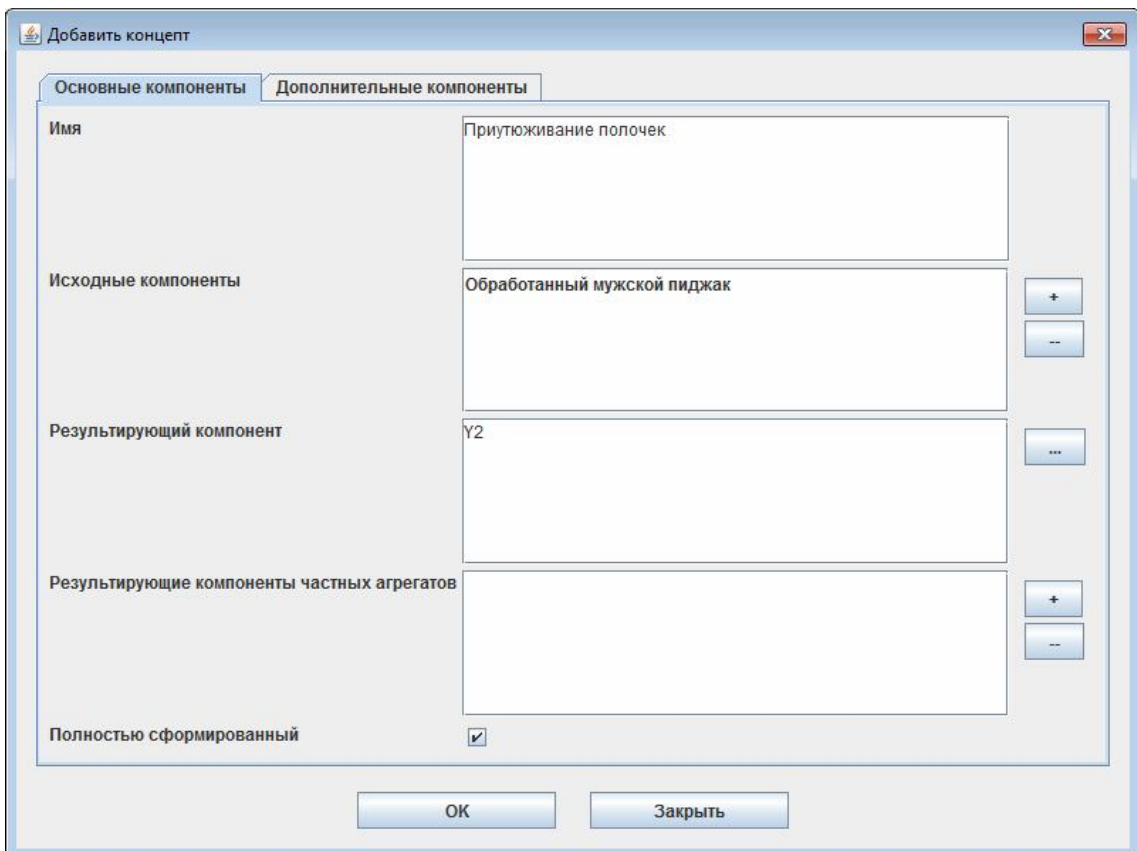 Добавить концепт
Основные компоненты Дополнительные компоненты
Имя Приутюживание полочек
Исходные компоненты Обработанный мужской пиджак
+
--
Результирующий компонент Y2
...
Результирующие компоненты частных агрегатов
+
--
Полностью сформированный
OK Закрыть